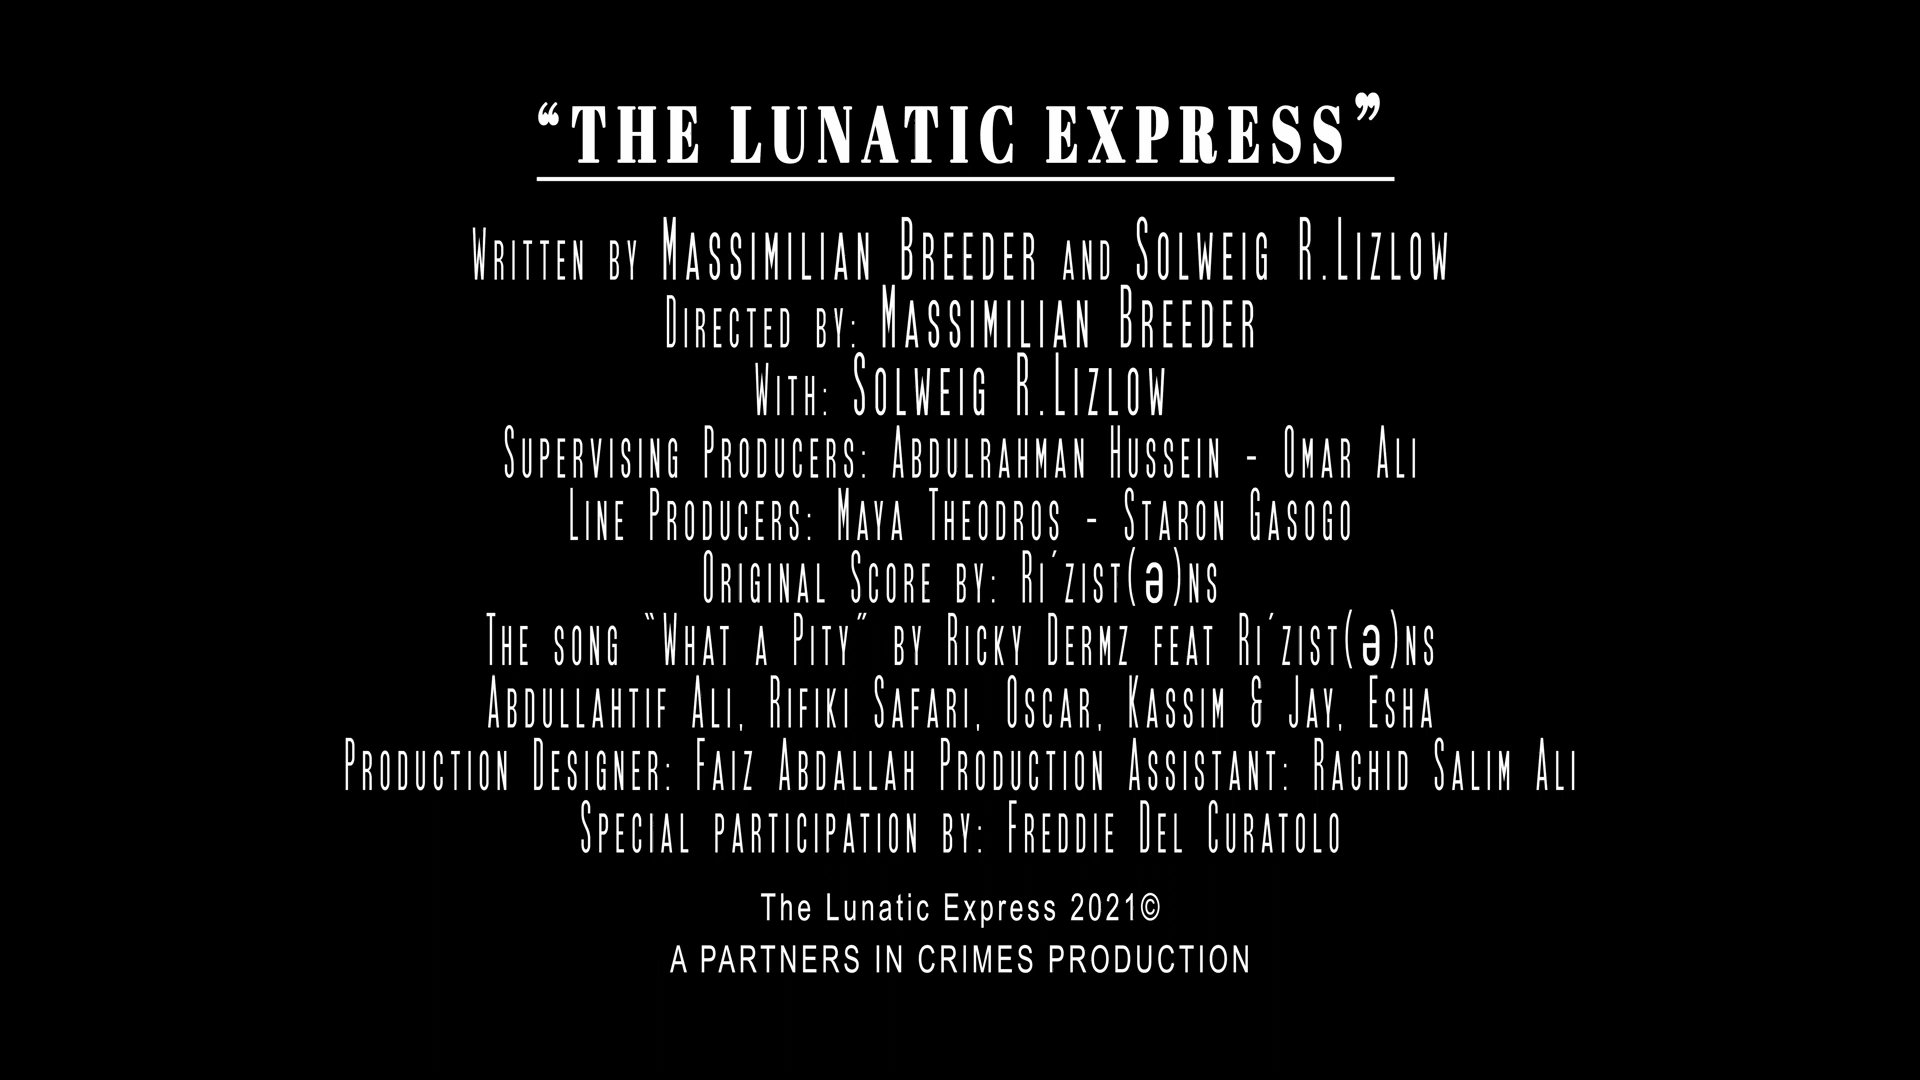 “THE LUNATIC EXPRESS”
Written by Massimilian Breeder and Solweig R.Lizlow
Directed by: Massimilian Breeder
With: Solweig R.Lizlow
Supervising Producers: Abdulrahman Hussein - Omar Ali
Line Producers: Maya Theodros - Staron Gasogo
Original Score by: Ri´zist(ə)ns
The song “What a Pity” by Ricky Dermz feat Ri´zist(ə)ns
Abdullahtif Ali, Rifiki Safari, Oscar, Kassim & Jay, Esha
Production Designer: Faiz Abdallah Production Assistant: Rachid Salim Ali
Special participation by: Freddie Del Curatolo
The Lunatic Express 2021©
A PARTNERS IN CRIMES PRODUCTION